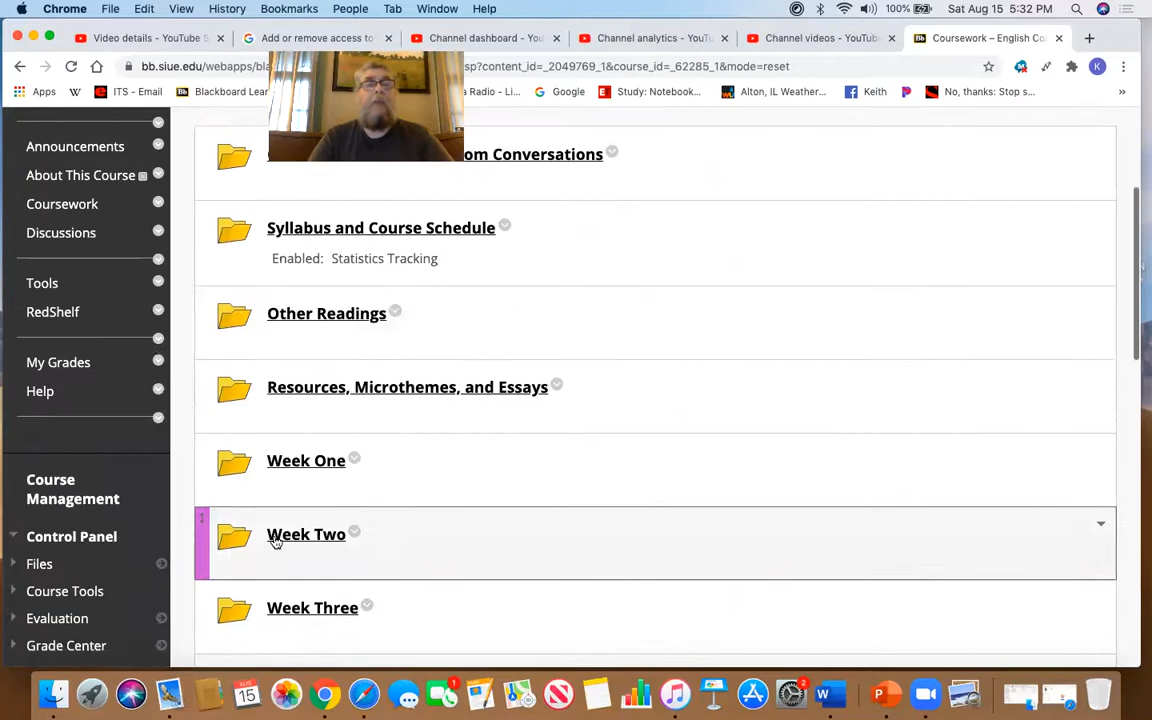 Chrome File Edit View History Bookmarks People Tab Window Help 100% Sat Aug 15 5:32 PM
Video details - YouTube S Add or remove access to Channel dashboard - You Channel analytics - YouTu Channel videos - YouTub Coursework – English Co
bb.siue.edu/webapps/bla sp?content_id=_2049769_1&course_id=_62285_1&mode=reset
Apps ITS - Email Blackboard Lear a Radio - Li... Google Study: Notebook... Alton, IL Weather... Keith No, thanks: Stop s... »
Announcements
About This Course
Coursework
Discussions
Tools
RedShelf
My Grades
Help
Course
Management
Control Panel
Files
Course Tools
Evaluation
Grade Center
om Conversations
Syllabus and Course Schedule
Enabled: Statistics Tracking
Other Readings
Resources, Microthemes, and Essays
Week One
Week Two
Week Three